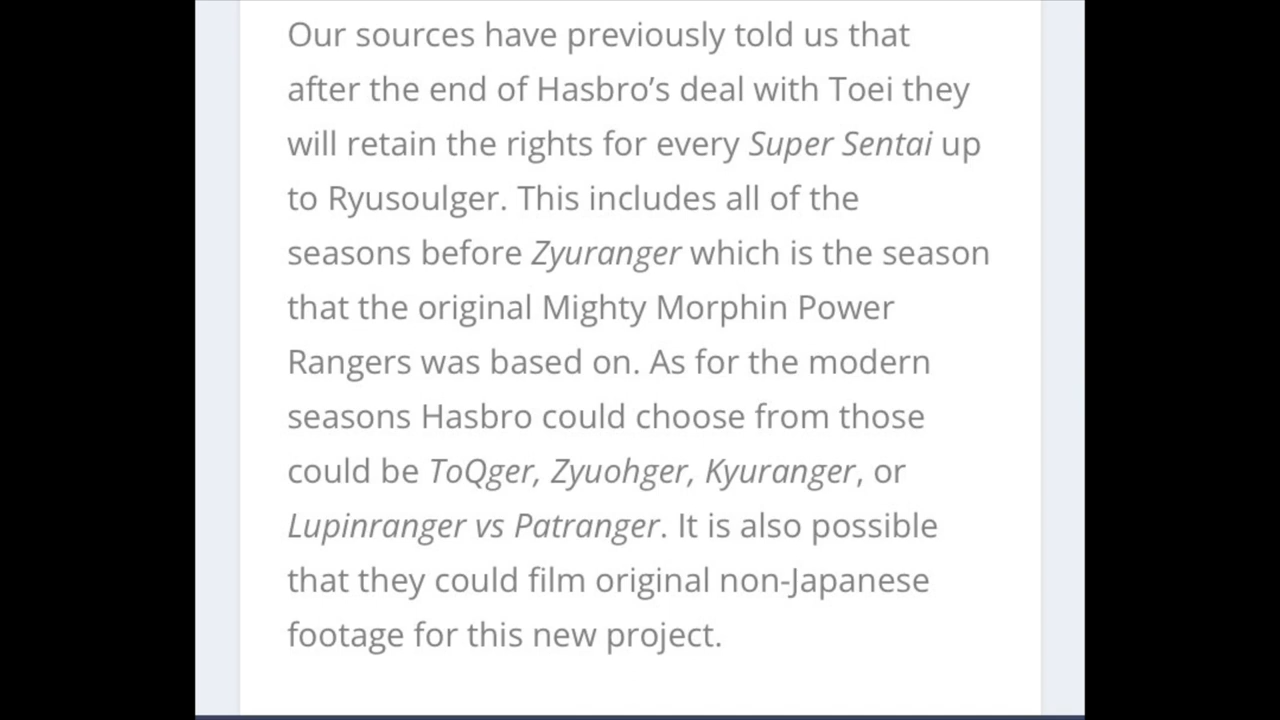 Our sources have previously told us that
after the end of Hasbro’s deal with Toei they
will retain the rights for every Super Sentai up
to Ryusoulger. This includes all of the
seasons before Zyuranger which is the season
that the original Mighty Morphin Power
Rangers was based on. As for the modern
seasons Hasbro could choose from those
could be ToQger, Zyuohger, Kyuranger, or
Lupinranger vs Patranger. It is also possible
that they could film original non-Japanese
footage for this new project.